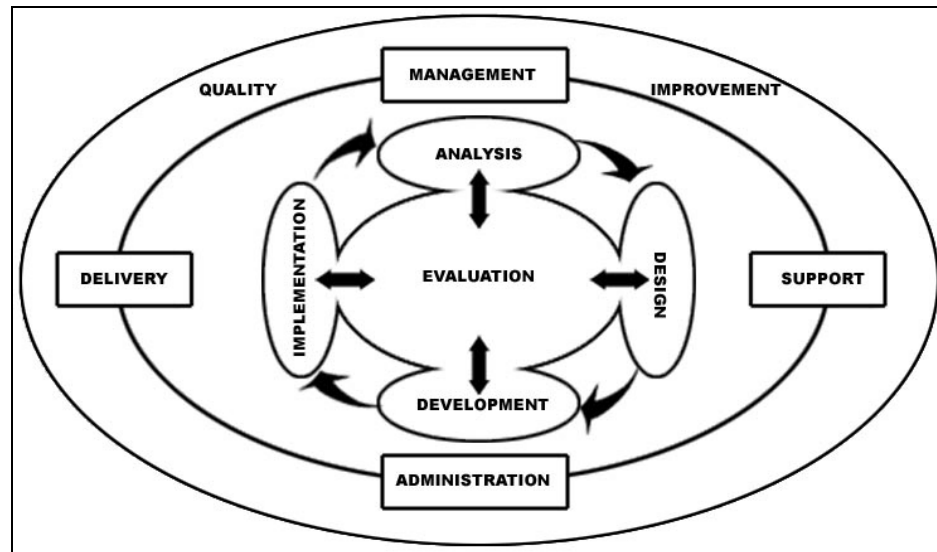 MANAGEMENT
QUALITY
IMPROVEMENT
ANALYSIS
IMPLEMENTATION
DESIGN
DELIVERY
EVALUATION
SUPPORT
DEVELOPMENT
ADMINISTRATION